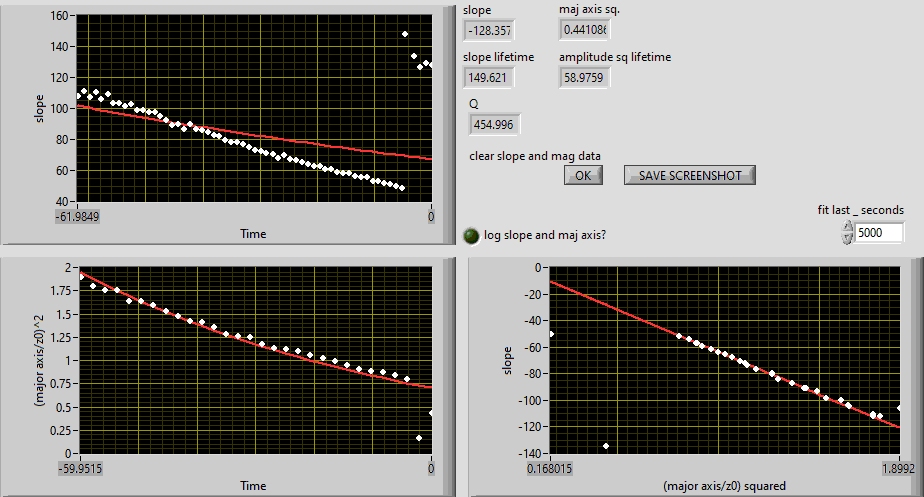 160
140
120
100
80
60
40
slope
-61.9849
0
Time
slope
maj axis sq.
-128.357
0.441086
slope lifetime
amplitude sq lifetime
149.621
58.9759
Q
454.996
clear slope and mag data
OK
SAVE SCREENSHOT
fit last _ seconds
5000
log slope and maj axis?
2
1.75
1.5
1.25
1
0.75
0.5
0.25
0
(major axis/z0)^2
-59.9515
0
Time
0
-20
-40
-60
-80
-100
-120
-140
slope
0.168015
1.8992
(major axis/z0) squared